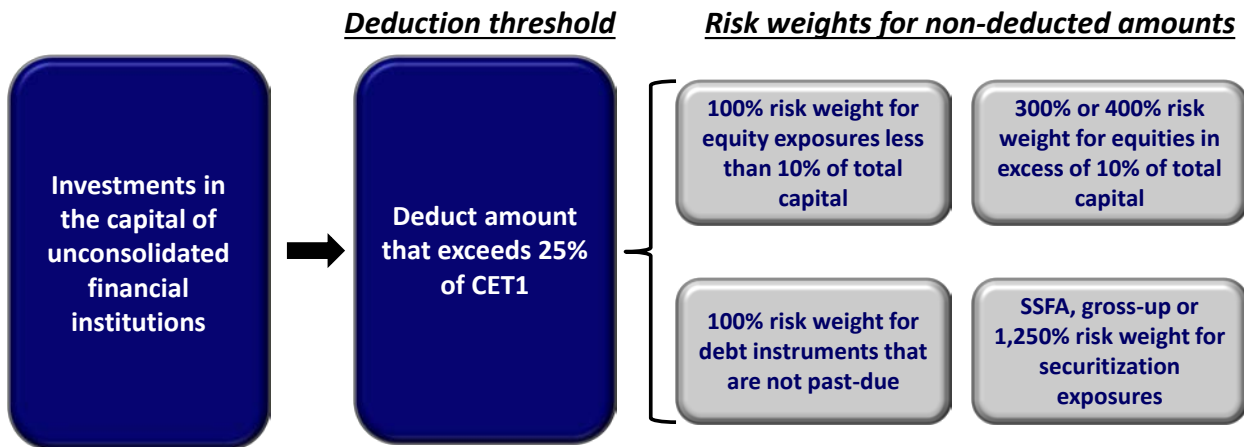 Deduction threshold
Risk weights for non-deducted amounts
Investments in
the capital of
unconsolidated
financial
institutions
Deduct amount
that exceeds 25%
of CET1
100% risk weight for
equity exposures less
than 10% of total
capital
300% or 400% risk
weight for equities in
excess of 10% of total
capital
100% risk weight for
debt instruments that
are not past-due
SSFA, gross-up or
1,250% risk weight for
securitization
exposures